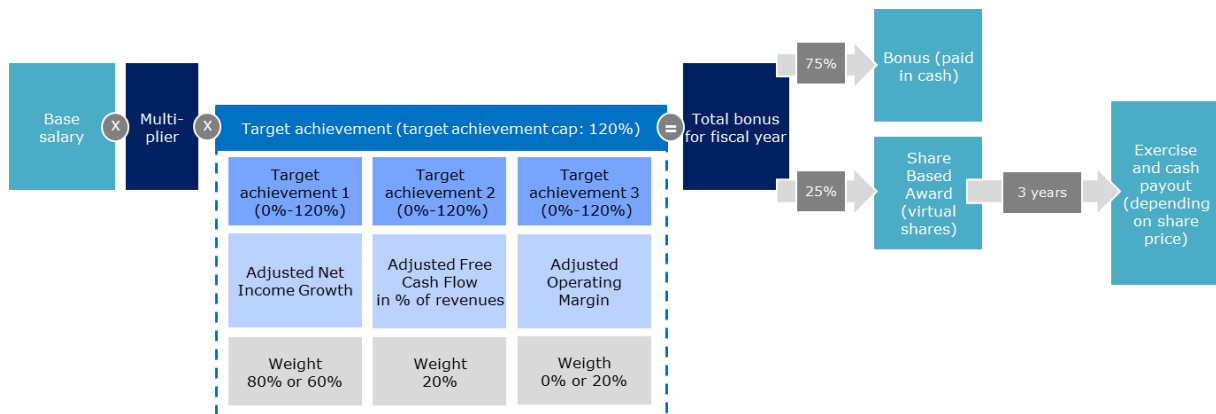 Base
salary
X
Multi-
plier
X
Target achievement (target achievement cap: 120%)
=
Total bonus
for fiscal year
75%
Bonus (paid
in cash)
25%
Share
Based
Award
(virtual
shares)
3 years
Exercise
and cash
payout
(depending
on share
price)
Target
achievement 1
(0%-120%)
Target
achievement 2
(0%-120%)
Target
achievement 3
(0%-120%)
Adjusted Net
Income Growth
Adjusted Free
Cash Flow
in % of revenues
Adjusted
Operating
Margin
Weight
80% or 60%
Weight
20%
Weigth
0% or 20%